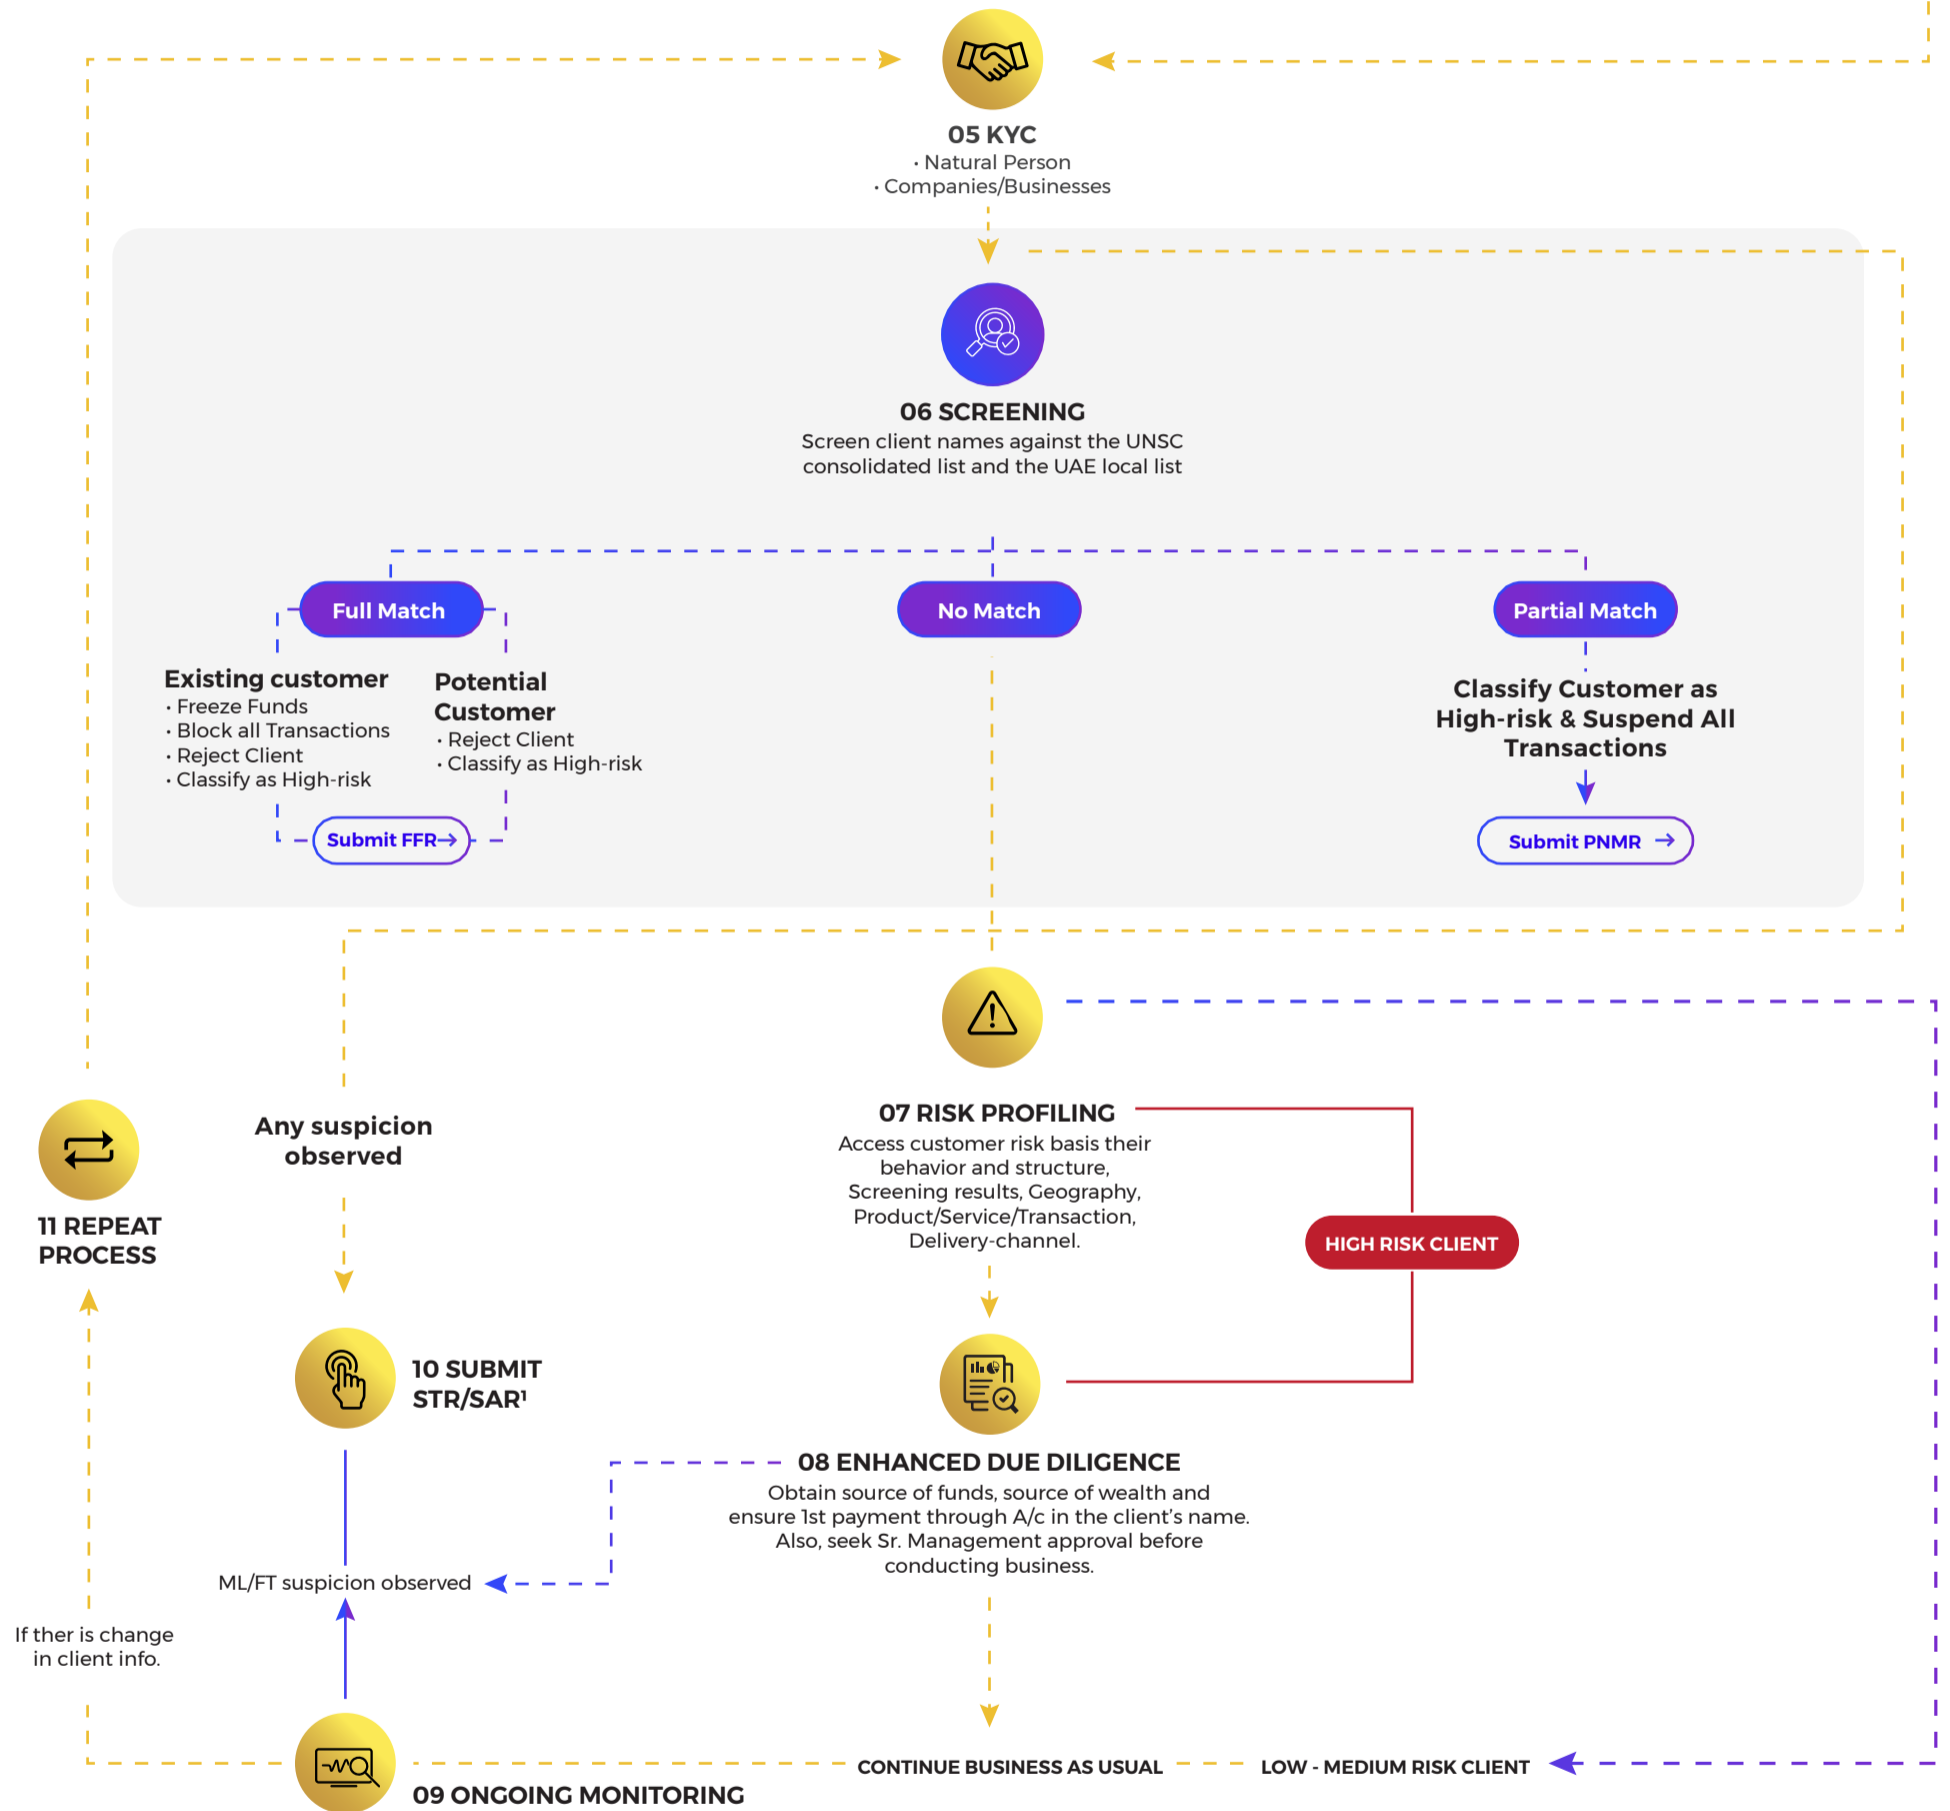 05 KYC
• Natural Person
• Companies/Businesses
06 SCREENING
Screen client names against the UNSC
consolidated list and the UAE local list
Full Match
No Match
Partial Match
Existing customer
• Freeze Funds
• Block all Transactions
• Reject Client
• Classify as High-risk
Potential
Customer
• Reject Client
• Classify as High-risk
Submit FFR→
Classify Customer as
High-risk & Suspend All
Transactions
Submit PNMR →
07 RISK PROFILING
Access customer risk basis their
behavior and structure,
Screening results, Geography,
Product/Service/Transaction,
Delivery-channel.
HIGH RISK CLIENT
Any suspicion
observed
11 REPEAT
PROCESS
10 SUBMIT
STR/SAR¹
08 ENHANCED DUE DILIGENCE
Obtain source of funds, source of wealth and
ensure 1st payment through A/c in the client’s name.
Also, seek Sr. Management approval before
conducting business.
ML/FT suspicion observed
If ther is change
in client info.
CONTINUE BUSINESS AS USUAL
LOW - MEDIUM RISK CLIENT
09 ONGOING MONITORING